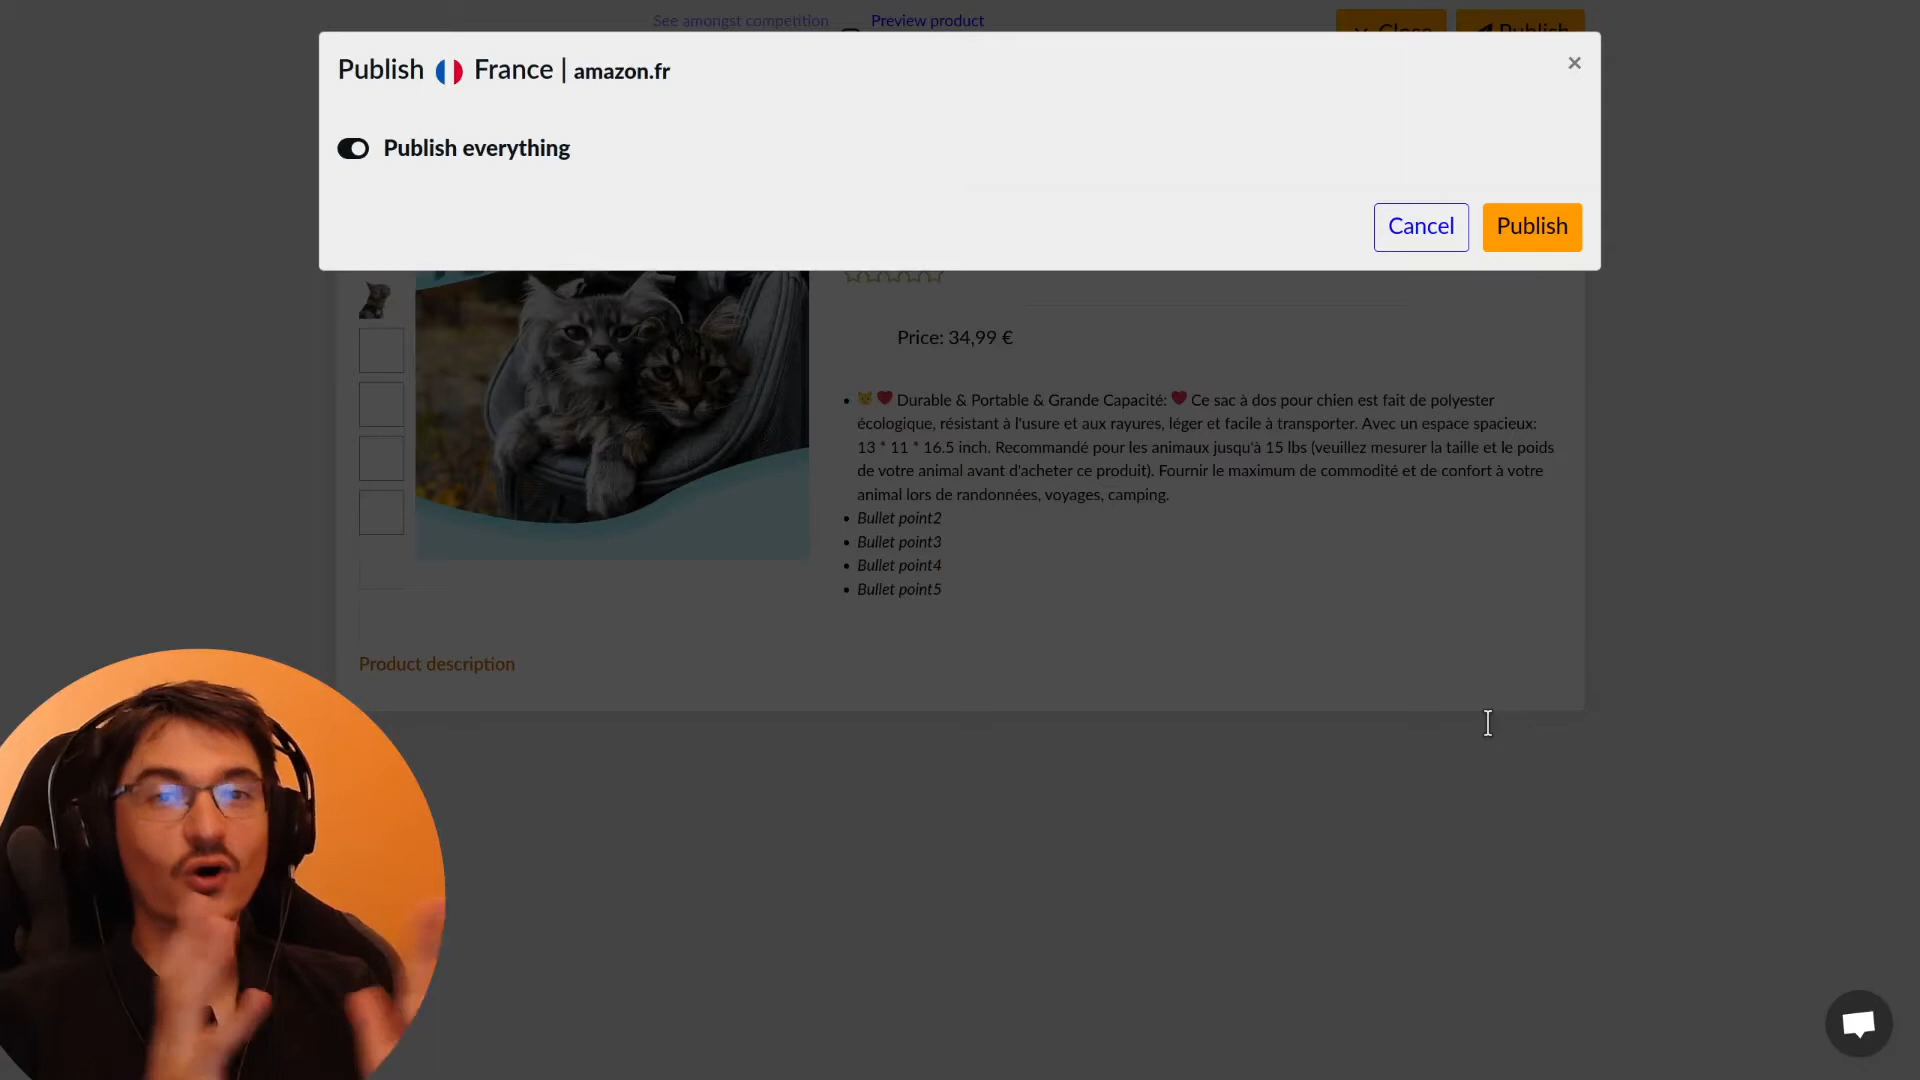 See amongst competition
Preview product
Close
Publish
Publish France | amazon.fr
×
Publish everything
Cancel
Publish
Price: 34,99 €
Durable & Portable & Grande Capacité: Ce sac à dos pour chien est fait de polyester
écologique, résistant à l'usure et aux rayures, léger et facile à transporter. Avec un espace spacieux:
13 * 11 * 16.5 inch. Recommandé pour les animaux jusqu'à 15 lbs (veuillez mesurer la taille et le poids
de votre animal avant d'acheter ce produit). Fournir le maximum de commodité et de confort à votre
animal lors de randonnées, voyages, camping.
Bullet point2
Bullet point3
Bullet point4
Bullet point5
Product description